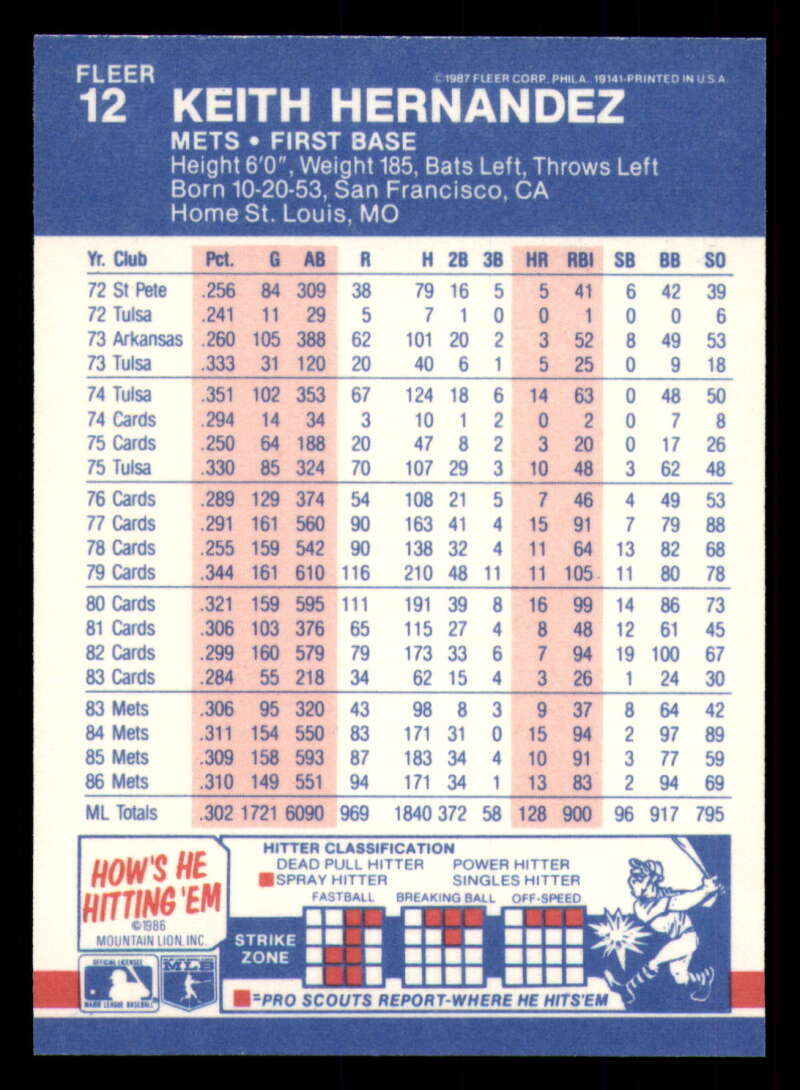 FLEER
12
©1987 FLEER CORP. PHILA. 19141-PRINTED IN U.S.A.
KEITH HERNANDEZ
METS • FIRST BASE
Height 6'0", Weight 185, Bats Left, Throws Left
Born 10-20-53, San Francisco, CA
Home St. Louis, MO
Yr. Club Pct. G AB R H 2B 3B HR RBI SB BB SO
72 St Pete .256 84 309 38 79 16 5 5 41 6 42 39
72 Tulsa .241 11 29 5 7 1 0 0 1 0 0 6
73 Arkansas .260 105 388 62 101 20 2 3 52 8 49 53
73 Tulsa .333 31 120 20 40 6 1 5 25 0 9 18
74 Tulsa .351 102 353 67 124 18 6 14 63 0 48 50
74 Cards .294 14 34 3 10 1 2 0 2 0 7 8
75 Cards .250 64 188 20 47 8 2 3 20 0 17 26
75 Tulsa .330 85 324 70 107 29 3 10 48 3 62 48
76 Cards .289 129 374 54 108 21 5 7 46 4 49 53
77 Cards .291 161 560 90 163 41 4 15 91 7 79 88
78 Cards .255 159 542 90 138 32 4 11 64 13 82 68
79 Cards .344 161 610 116 210 48 11 11 105 11 80 78
80 Cards .321 159 595 111 191 39 8 16 99 14 86 73
81 Cards .306 103 376 65 115 27 4 8 48 12 61 45
82 Cards .299 160 579 79 173 33 6 7 94 19 100 67
83 Cards .284 55 218 34 62 15 4 3 26 1 24 30
83 Mets .306 95 320 43 98 8 3 9 37 8 64 42
84 Mets .311 154 550 83 171 31 0 15 94 2 97 89
85 Mets .309 158 593 87 183 34 4 10 91 3 77 59
86 Mets .310 149 551 94 171 34 1 13 83 2 94 69
ML Totals .302 1721 6090 969 1840 372 58 128 900 96 917 795
HOW'S HE
HITTING 'EM
©1986
MOUNTAIN LION, INC.
HITTER CLASSIFICATION
DEAD PULL HITTER POWER HITTER
SPRAY HITTER SINGLES HITTER
FASTBALL BREAKING BALL OFF-SPEED
STRIKE
ZONE
=PRO SCOUTS REPORT-WHERE HE HITS'EM
OFFICIAL LICENSEE
MAJOR LEAGUE BASEBALL
MLB